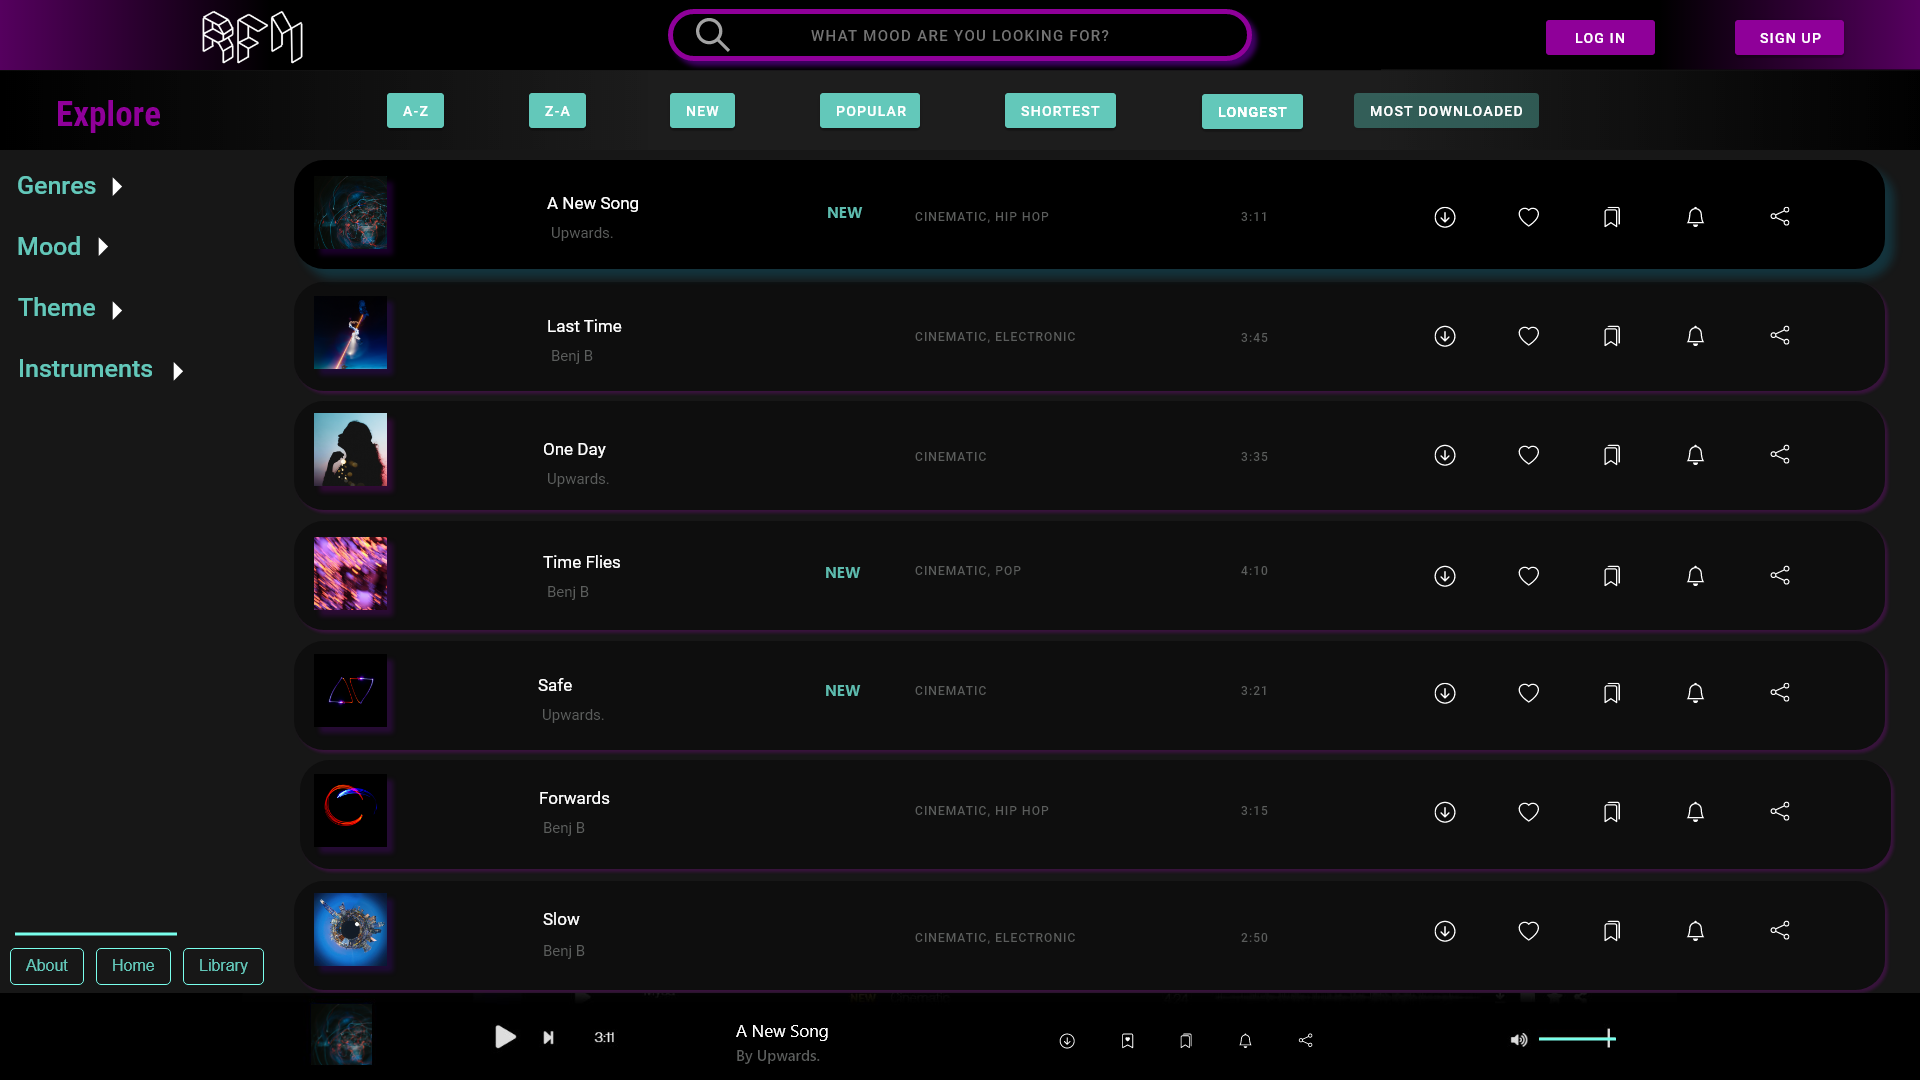 RFM
WHAT MOOD ARE YOU LOOKING FOR?
LOG IN
SIGN UP
Explore
A-Z
Z-A
NEW
POPULAR
SHORTEST
LONGEST
MOST DOWNLOADED
Genres
Mood
Theme
Instruments
A New Song
Upwards.
NEW
CINEMATIC, HIP HOP
3:11
Last Time
Benj B
CINEMATIC, ELECTRONIC
3:45
One Day
Upwards.
CINEMATIC
3:35
Time Flies
Benj B
NEW
CINEMATIC, POP
4:10
Safe
Upwards.
NEW
CINEMATIC
3:21
Forwards
Benj B
CINEMATIC, HIP HOP
3:15
Slow
Benj B
CINEMATIC, ELECTRONIC
2:50
About
Home
Library
3:11
A New Song
By Upwards.